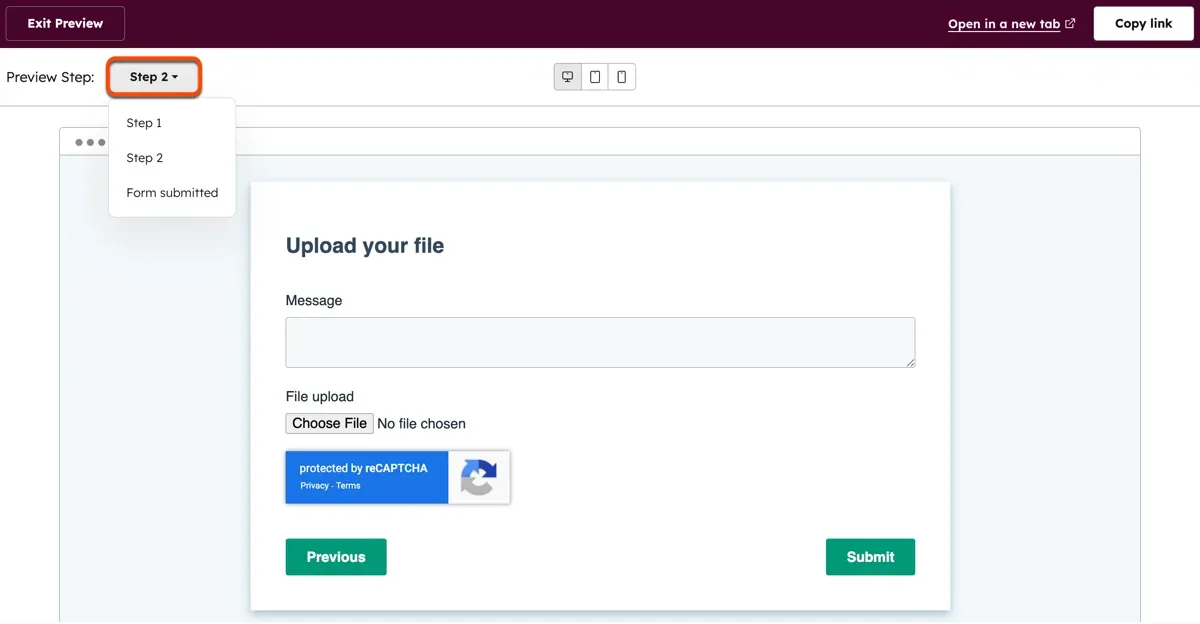 Exit Preview
Open in a new tab
Copy link
Preview Step:
Step 2
Step 1
Step 2
Form submitted
Upload your file
Message
File upload
Choose File No file chosen
protected by reCAPTCHA
Privacy - Terms
Previous
Submit